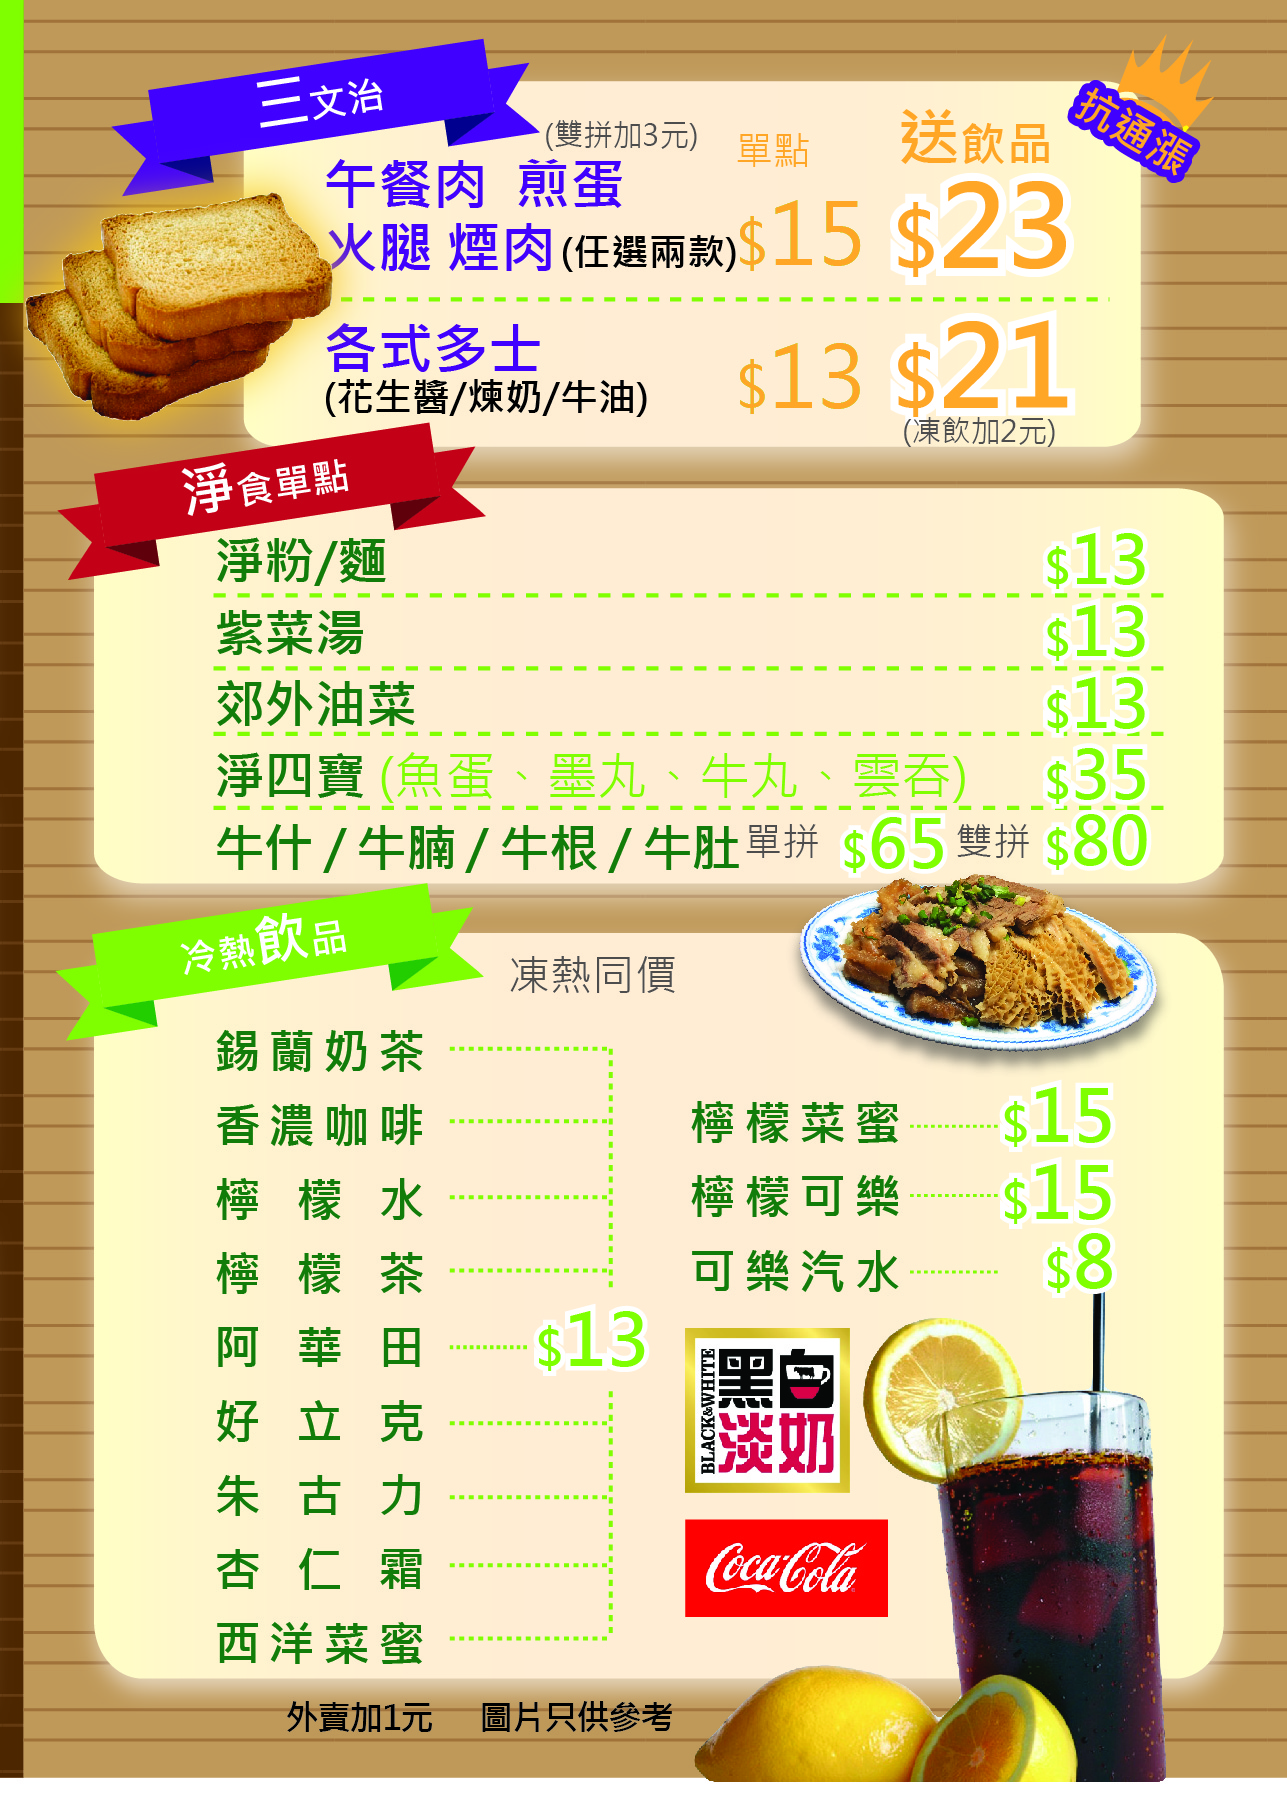 三文治
(雙拼加3元)
單點
送飲品
抗通漲
午餐肉 煎蛋
火腿 煙肉(任選兩款) $15 $23
各式多士 $13 $21
(花生醬/煉奶/牛油)
(凍飲加2元)
淨食單點
淨粉/麵 $13
紫菜湯 $13
郊外油菜 $13
淨四寶 (魚蛋、墨丸、牛丸、雲吞) $35
牛什 / 牛腩 / 牛根 / 牛肚 單拼 $65 雙拼 $80
冷熱飲品
凍熱同價
錫蘭奶茶
香濃咖啡
檸檬水
檸檬茶
阿華田 $13
好立克
朱古力
杏仁霜
西洋菜蜜
檸檬菜蜜 $15
檸檬可樂 $15
可樂汽水 $8
BLACK&WHITE
黑白
淡奶
Coca-Cola
外賣加1元 圖片只供參考